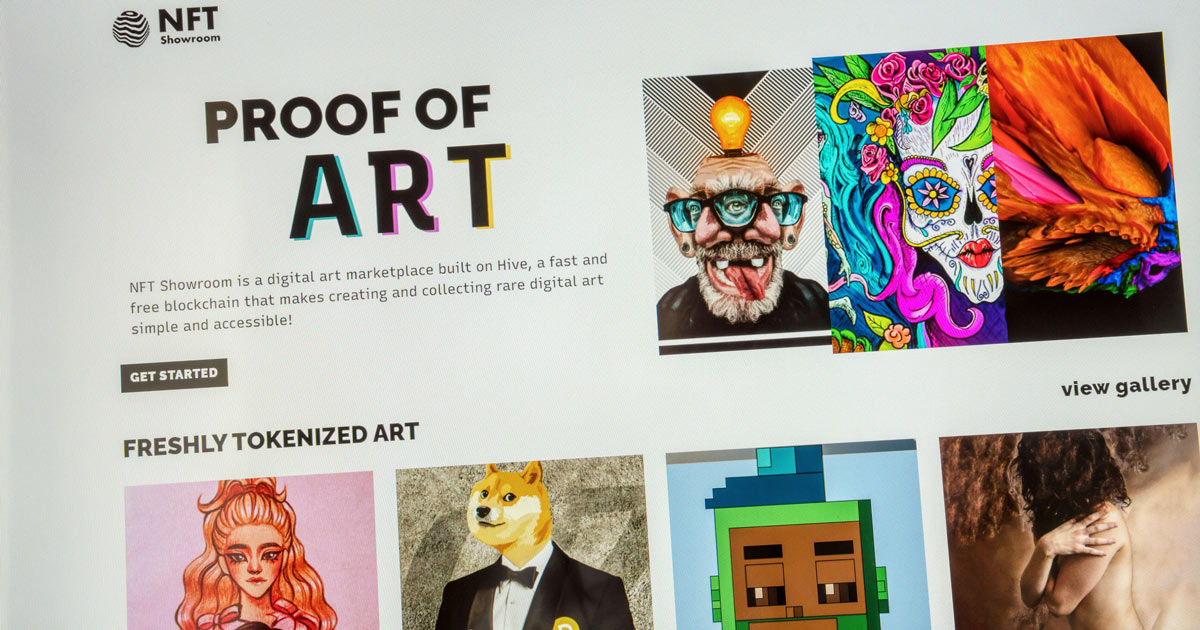 NFT
Showroom
PROOF OF
ART
NFT Showroom is a digital art marketplace built on Hive, a fast and
free blockchain that makes creating and collecting rare digital art
simple and accessible!
GET STARTED
view gallery
FRESHLY TOKENIZED ART